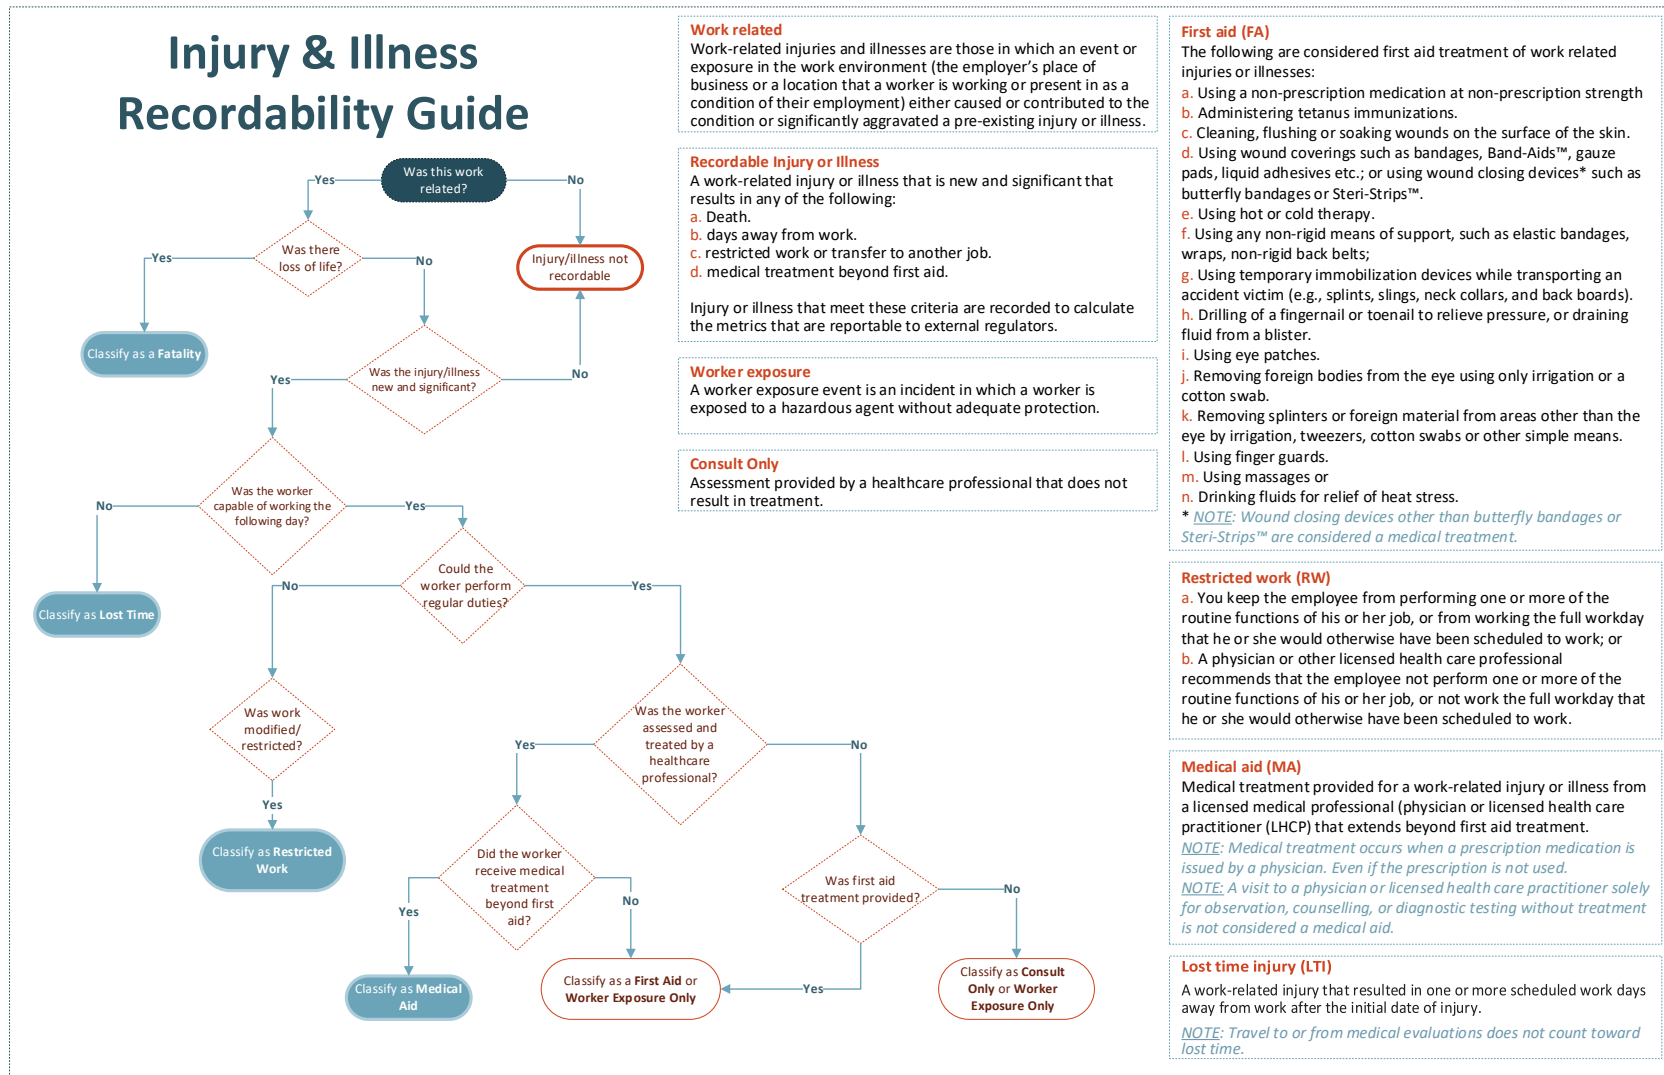 Injury & Illness
Recordability Guide
Was this work
related?
Yes
No
Was there
loss of life?
Injury/illness not
recordable
Yes
No
Classify as a Fatality
Was the injury/illness
new and significant?
Yes
No
Was the worker
capable of working the
following day?
No
Yes
Could the
worker perform
regular duties?
No
Yes
Classify as Lost Time
Was work
modified/
restricted?
Was the worker
assessed and
treated by a
healthcare
professional?
Yes
No
Yes
Classify as Restricted
Work
Did the worker
receive medical
treatment
beyond first
aid?
Was first aid
treatment provided?
Yes
No
No
Yes
Classify as Medical
Aid
Classify as a First Aid or
Worker Exposure Only
Classify as Consult
Only or Worker
Exposure Only
Work related
Work-related injuries and illnesses are those in which an event or
exposure in the work environment (the employer’s place of
business or a location that a worker is working or present in as a
condition of their employment) either caused or contributed to the
condition or significantly aggravated a pre-existing injury or illness.
Recordable Injury or Illness
A work-related injury or illness that is new and significant that
results in any of the following:
a. Death.
b. days away from work.
c. restricted work or transfer to another job.
d. medical treatment beyond first aid.
Injury or illness that meet these criteria are recorded to calculate
the metrics that are reportable to external regulators.
Worker exposure
A worker exposure event is an incident in which a worker is
exposed to a hazardous agent without adequate protection.
Consult Only
Assessment provided by a healthcare professional that does not
result in treatment.
First aid (FA)
The following are considered first aid treatment of work related
injuries or illnesses:
a. Using a non-prescription medication at non-prescription strength
b. Administering tetanus immunizations.
c. Cleaning, flushing or soaking wounds on the surface of the skin.
d. Using wound coverings such as bandages, Band-Aids™, gauze
pads, liquid adhesives etc.; or using wound closing devices* such as
butterfly bandages or Steri-Strips™.
e. Using hot or cold therapy.
f. Using any non-rigid means of support, such as elastic bandages,
wraps, non-rigid back belts;
g. Using temporary immobilization devices while transporting an
accident victim (e.g., splints, slings, neck collars, and back boards).
h. Drilling of a fingernail or toenail to relieve pressure, or draining
fluid from a blister.
i. Using eye patches.
j. Removing foreign bodies from the eye using only irrigation or a
cotton swab.
k. Removing splinters or foreign material from areas other than the
eye by irrigation, tweezers, cotton swabs or other simple means.
l. Using finger guards.
m. Using massages or
n. Drinking fluids for relief of heat stress.
* NOTE: Wound closing devices other than butterfly bandages or
Steri-Strips™ are considered a medical treatment.
Restricted work (RW)
a. You keep the employee from performing one or more of the
routine functions of his or her job, or from working the full workday
that he or she would otherwise have been scheduled to work; or
b. A physician or other licensed health care professional
recommends that the employee not perform one or more of the
routine functions of his or her job, or not work the full workday that
he or she would otherwise have been scheduled to work.
Medical aid (MA)
Medical treatment provided for a work-related injury or illness from
a licensed medical professional (physician or licensed health care
practitioner (LHCP) that extends beyond first aid treatment.
NOTE: Medical treatment occurs when a prescription medication is
issued by a physician. Even if the prescription is not used.
NOTE: A visit to a physician or licensed health care practitioner solely
for observation, counselling, or diagnostic testing without treatment
is not considered a medical aid.
Lost time injury (LTI)
A work-related injury that resulted in one or more scheduled work days
away from work after the initial date of injury.
NOTE: Travel to or from medical evaluations does not count toward
lost time.